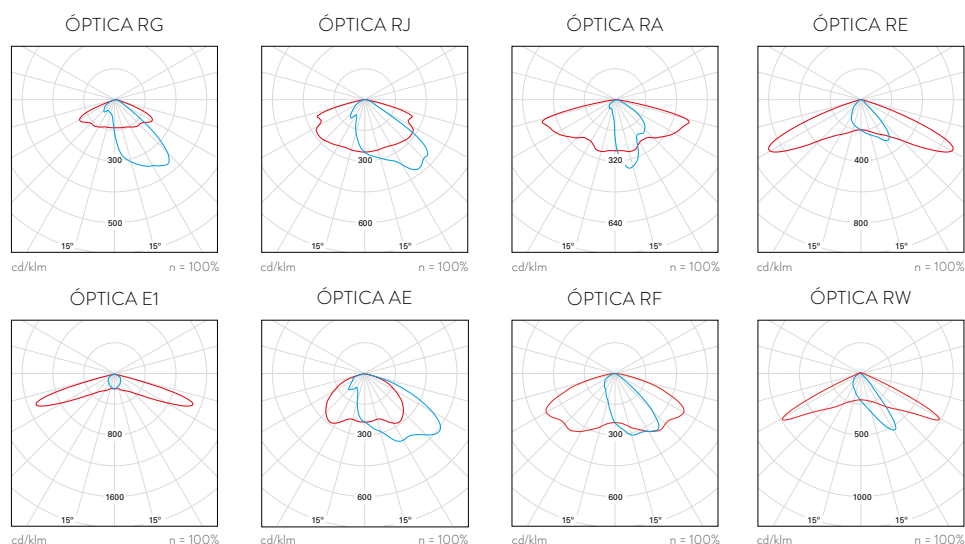 ÓPTICA RG
300
500
15° 15°
cd/klm n = 100%
ÓPTICA RJ
300
600
15° 15°
cd/klm n = 100%
ÓPTICA RA
320
640
15° 15°
cd/klm n = 100%
ÓPTICA RE
400
800
15° 15°
cd/klm n = 100%
ÓPTICA E1
800
1600
15° 15°
cd/klm n = 100%
ÓPTICA AE
300
600
15° 15°
cd/klm n = 100%
ÓPTICA RF
300
600
15° 15°
cd/klm n = 100%
ÓPTICA RW
500
1000
15° 15°
cd/klm n = 100%